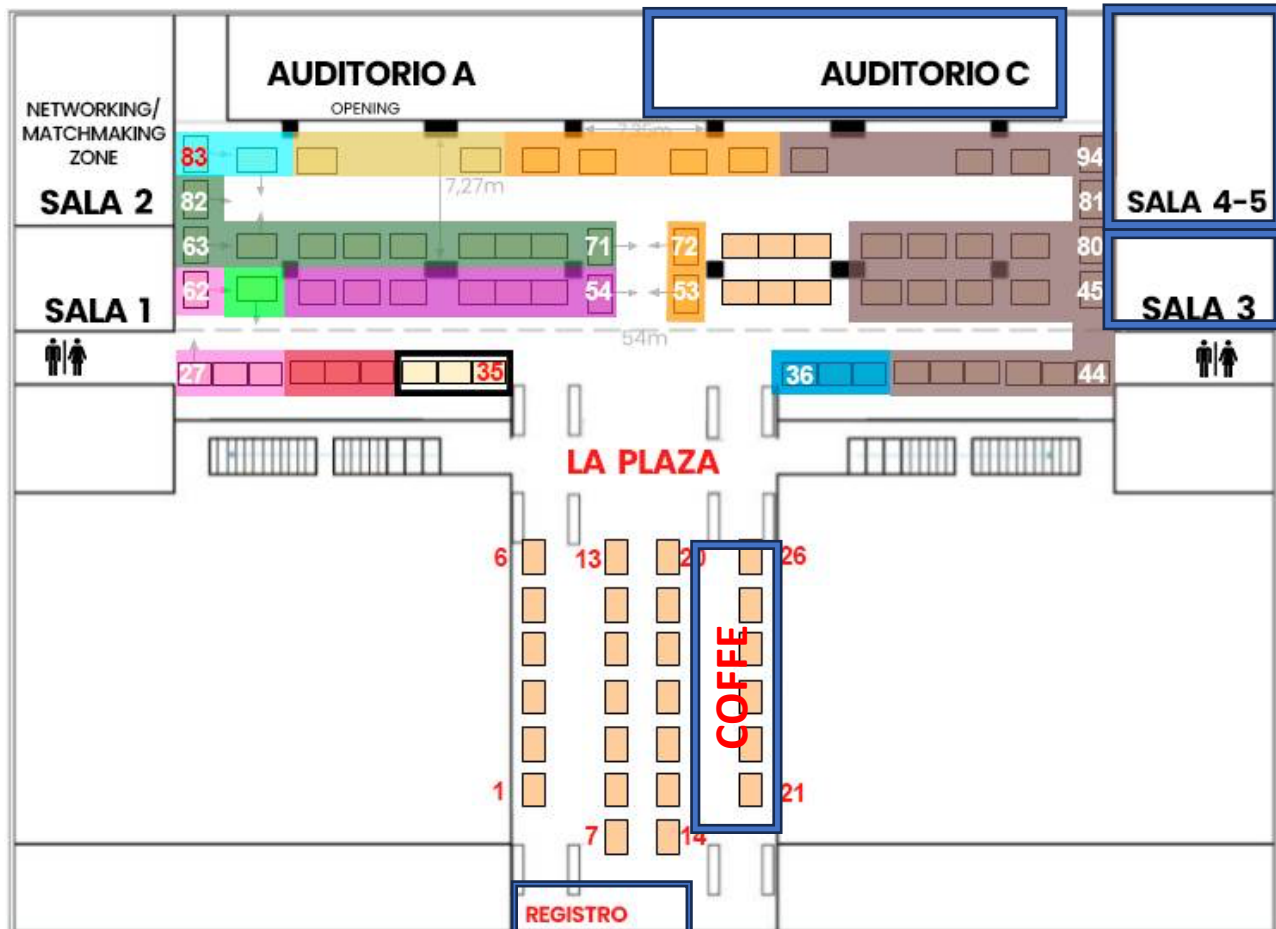 AUDITORIO A
AUDITORIO C
OPENING
NETWORKING/
MATCHMAKING
ZONE
SALA 2
SALA 4-5
83
94
7,27m
82
81
63
71
72
80
62
54
53
45
SALA 1
SALA 3
54m
27
35
36
44
LA PLAZA
6
13
20
26
COFFE
1
21
7
14
REGISTRO